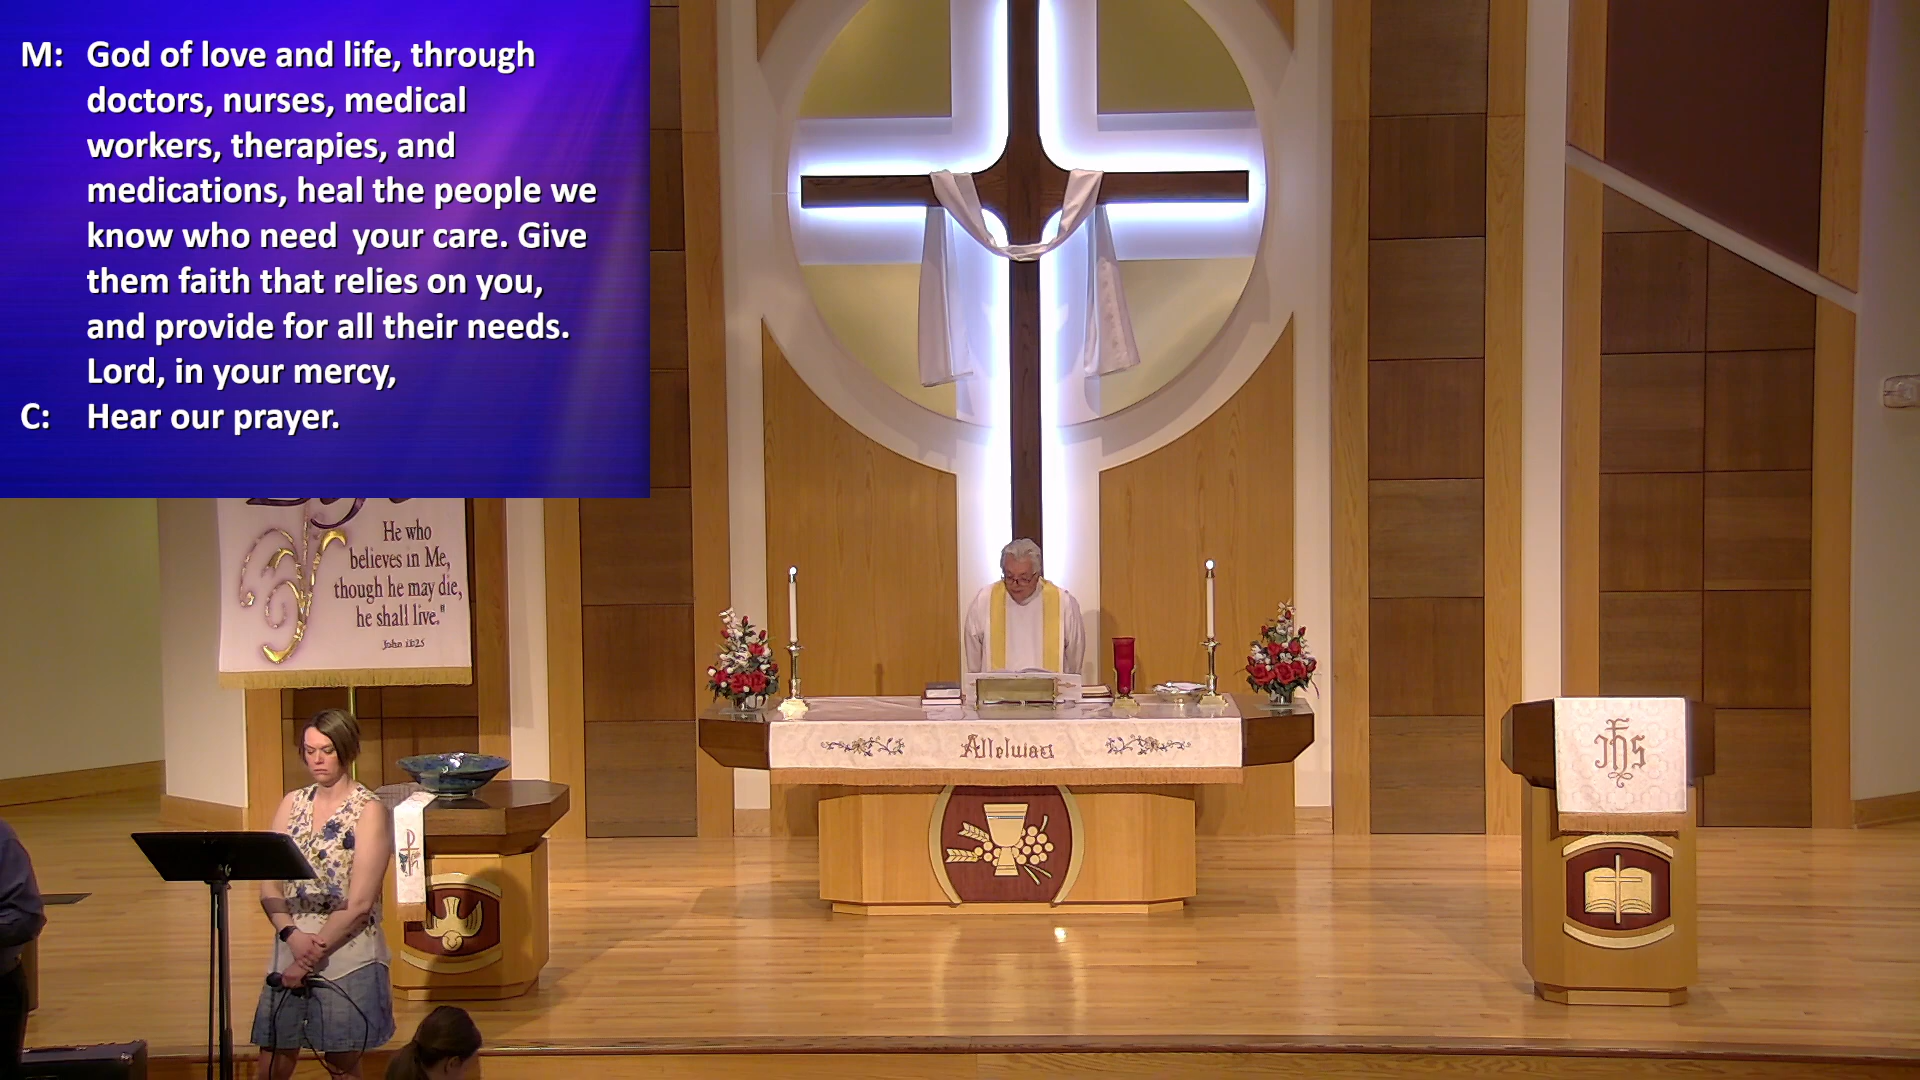 M: God of love and life, through
doctors, nurses, medical
workers, therapies, and
medications, heal the people we
know who need your care. Give
them faith that relies on you,
and provide for all their needs.
Lord, in your mercy,
C: Hear our prayer.
He who
believes in Me,
though he may die,
he shall live."
John 11:25
Alleluia
IHS